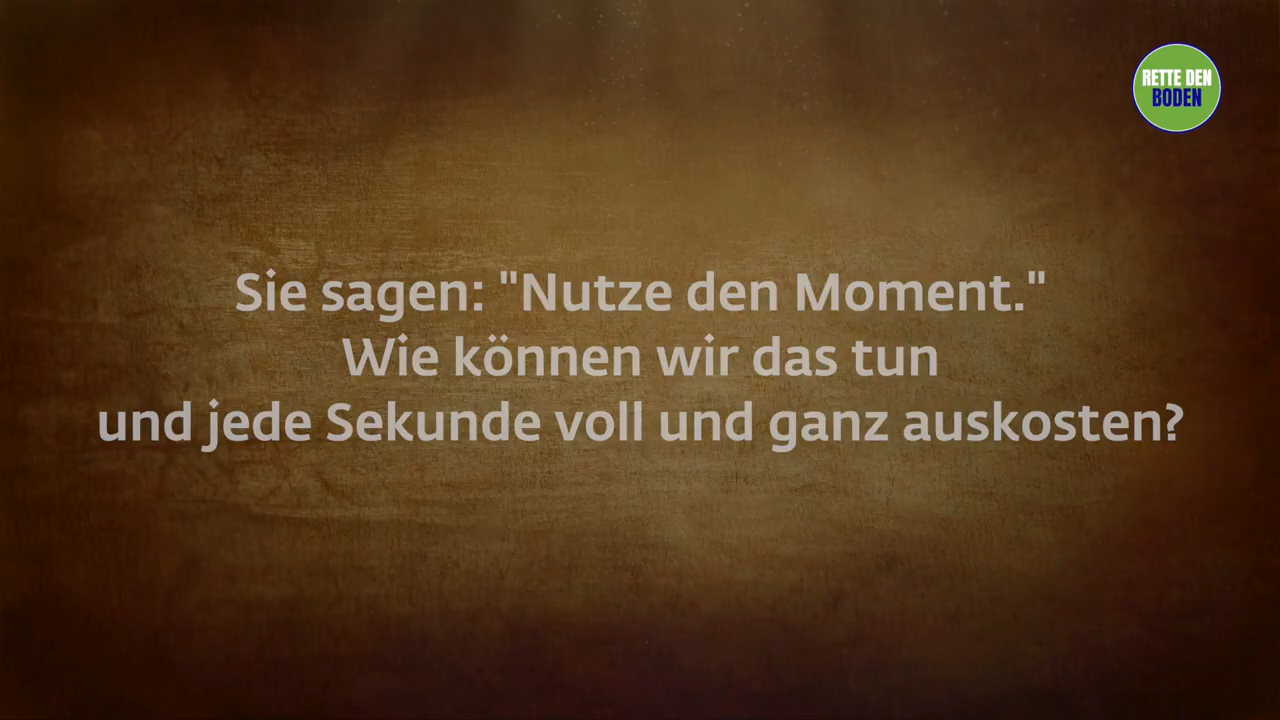 RETTE DEN
BODEN
Sie sagen: "Nutze den Moment."
Wie können wir das tun
und jede Sekunde voll und ganz auskosten?